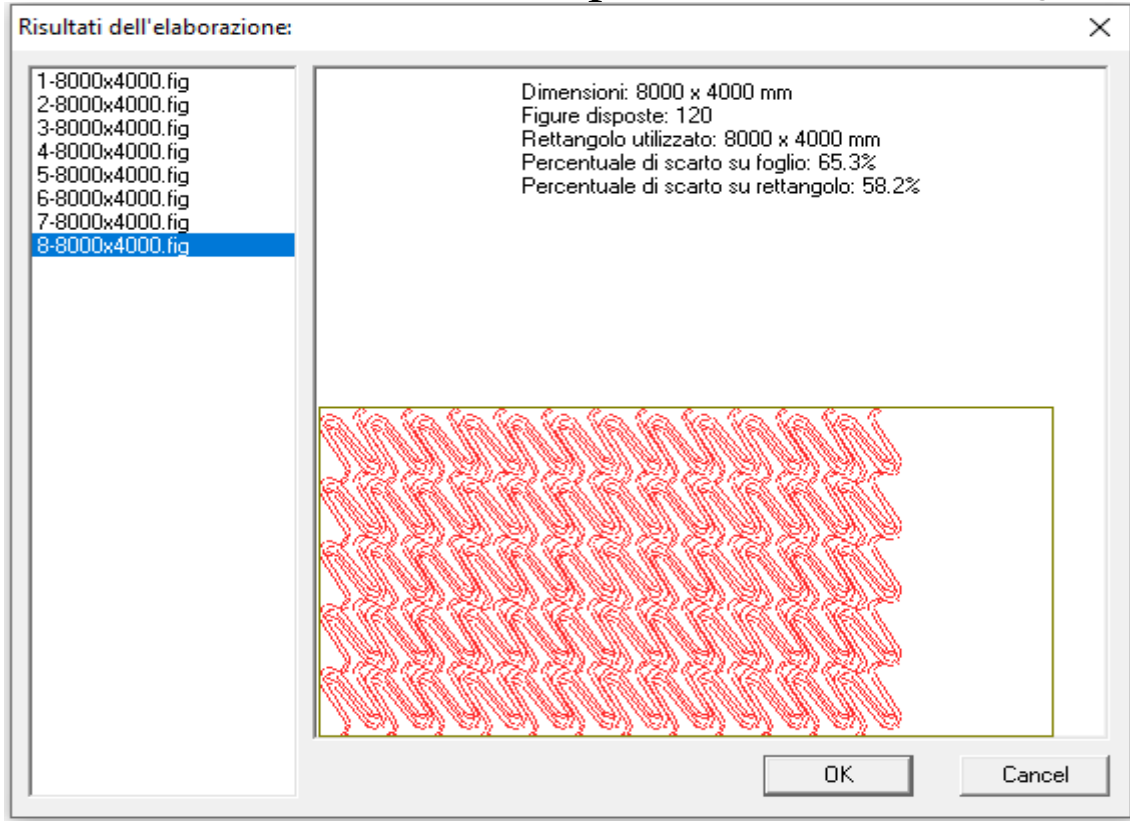 Risultati dell'elaborazione:
1-8000x4000.fig
2-8000x4000.fig
3-8000x4000.fig
4-8000x4000.fig
5-8000x4000.fig
6-8000x4000.fig
7-8000x4000.fig
8-8000x4000.fig
Dimensioni: 8000 x 4000 mm
Figure disposte: 120
Rettangolo utilizzato: 8000 x 4000 mm
Percentuale di scarto su foglio: 65.3%
Percentuale di scarto su rettangolo: 58.2%
OK
Cancel